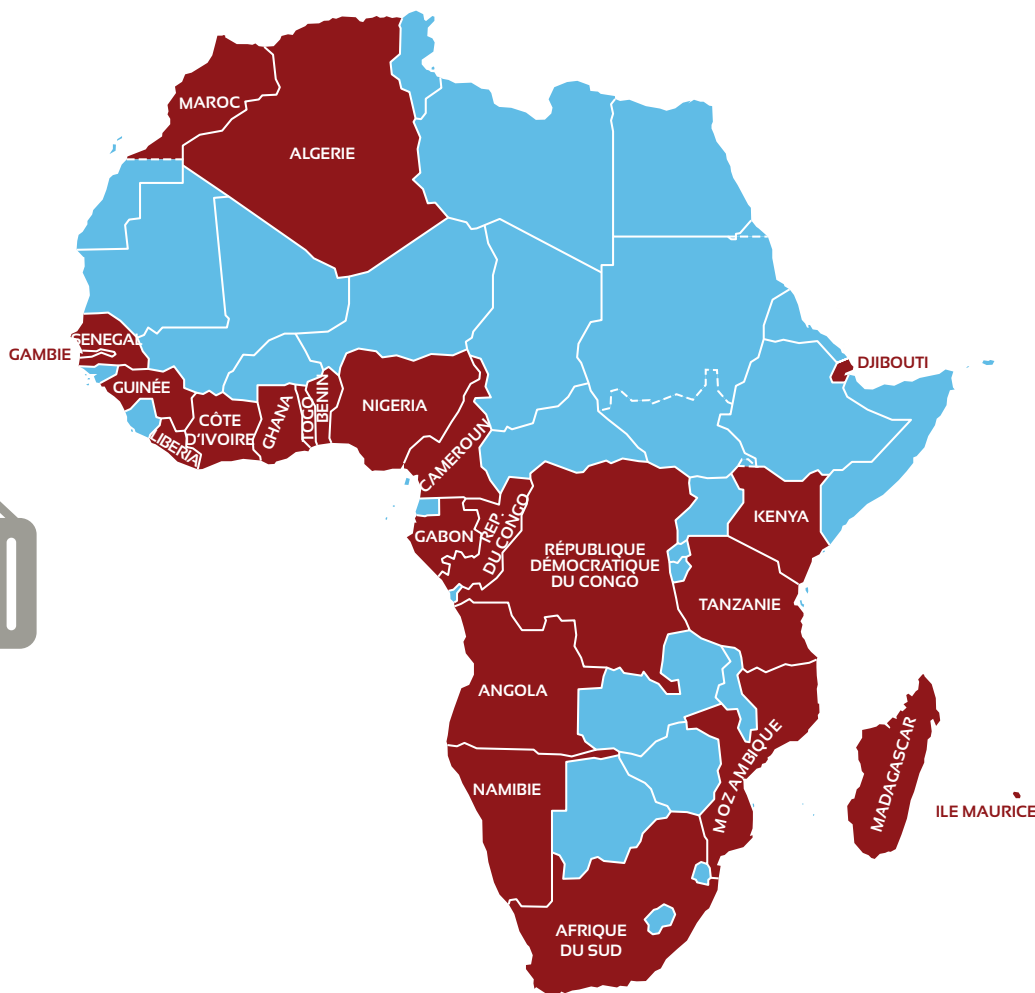 MAROC
ALGERIE
SENEGAL
GAMBIE
DJIBOUTI
GUINÉE
BENIN
TOGO
GHANA
NIGERIA
CÔTE
D'IVOIRE
LIBERIA
CAMEROUN
GABON
REP.
DU CONGO
KENYA
RÉPUBLIQUE
DÉMOCRATIQUE
DU CONGO
TANZANIE
ANGOLA
MOZAMBIQUE
MADAGASCAR
NAMIBIE
ILE MAURICE
AFRIQUE
DU SUD